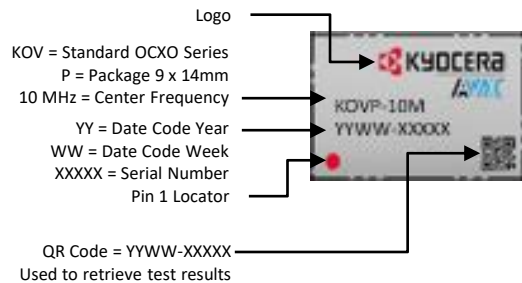 Logo
KOV = Standard OCXO Series
P = Package 9 x 14mm
10 MHz = Center Frequency
YY = Date Code Year
WW = Date Code Week
XXXXX = Serial Number
Pin 1 Locator
QR Code = YYWW-XXXXX
Used to retrieve test results
KYOCERA
AVX
KOVP-10M
YYWW-XXXXX